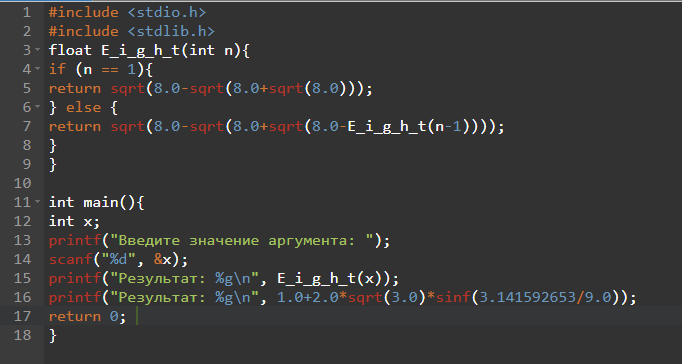 1 #include <stdio.h>
2 #include <stdlib.h>
3 float E_i_g_h_t(int n){
4 if (n == 1){
5 return sqrt(8.0-sqrt(8.0+sqrt(8.0)));
6 } else {
7 return sqrt(8.0-sqrt(8.0+sqrt(8.0-E_i_g_h_t(n-1))));
8 }
9 }
10
11 int main(){
12 int x;
13 printf("Введите значение аргумента: ");
14 scanf("%d", &x);
15 printf("Результат: %g\n", E_i_g_h_t(x));
16 printf("Результат: %g\n", 1.0+2.0*sqrt(3.0)*sinf(3.141592653/9.0));
17 return 0;
18 }